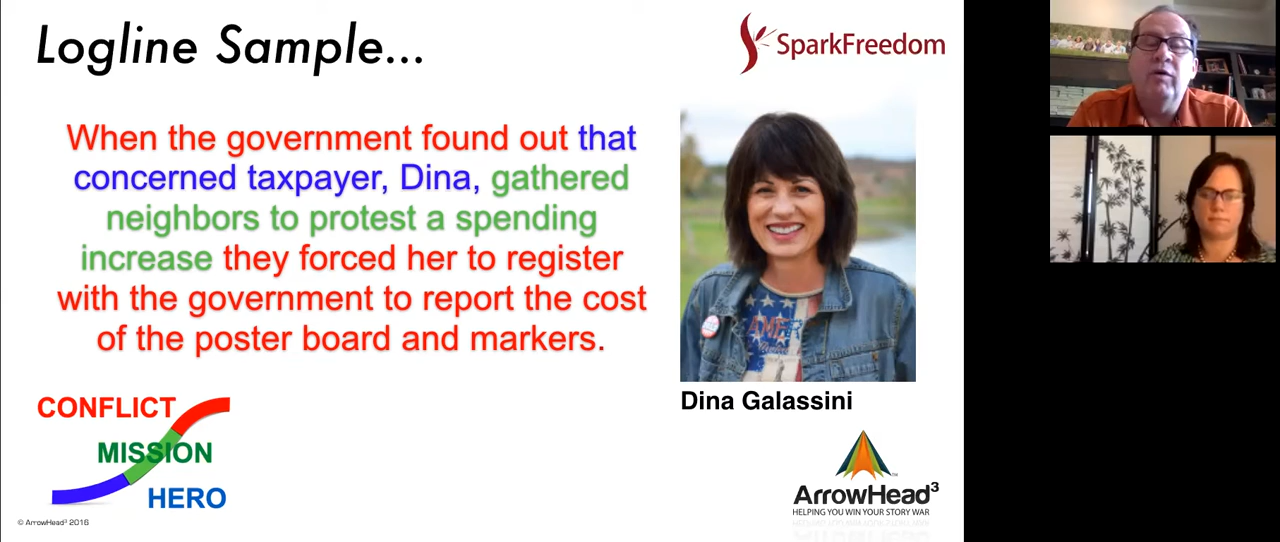 Logline Sample...
SparkFreedom
When the government found out that
concerned taxpayer, Dina, gathered
neighbors to protest a spending
increase they forced her to register
with the government to report the cost
of the poster board and markers.
Dina Galassini
CONFLICT
MISSION
HERO
ArrowHead³
HELPING YOU WIN YOUR STORY WAR
© ArrowHead³ 2016